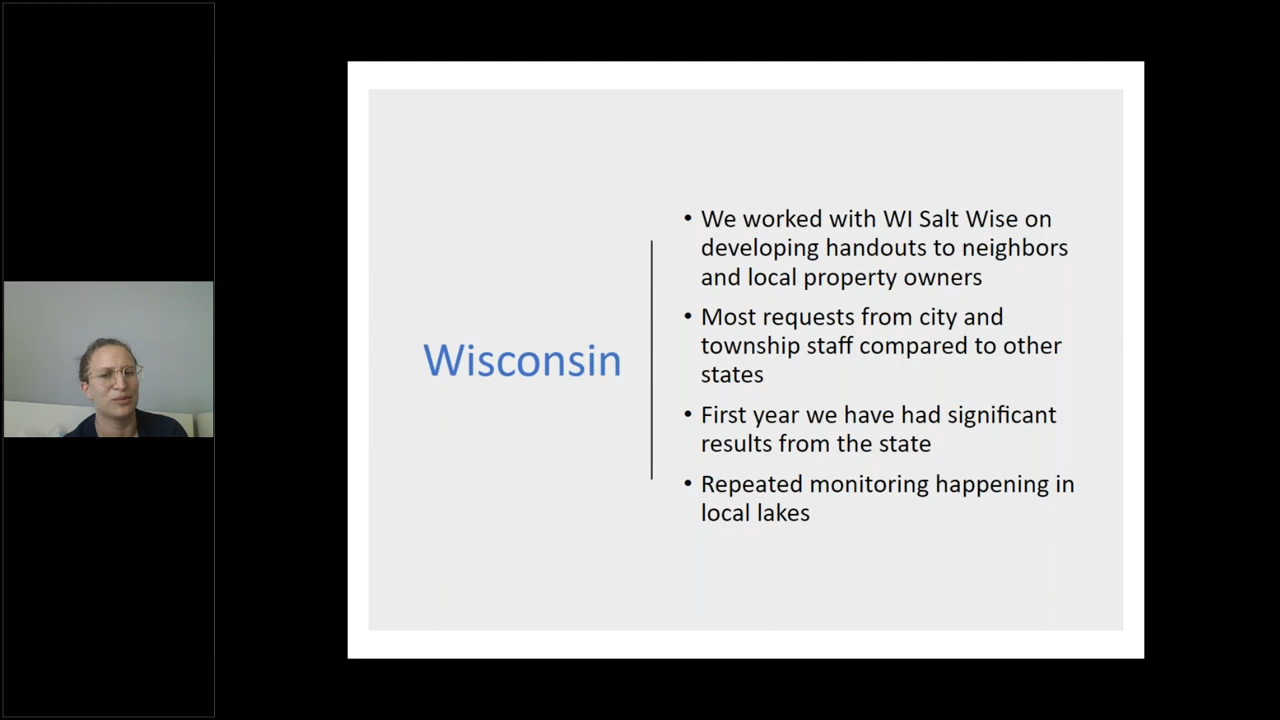 Wisconsin
• We worked with WI Salt Wise on
developing handouts to neighbors
and local property owners
• Most requests from city and
township staff compared to other
states
• First year we have had significant
results from the state
• Repeated monitoring happening in
local lakes